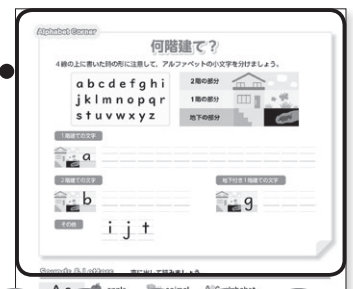 Alphabet Corner
何階建て？
4線の上に書いた時の形に注意して、アルファベットの小文字を分けましょう。
a b c d e f g h i
j k l m n o p q r
s t u v w x y z
2階の部分
1階の部分
地下の部分
1階建ての文字
a
2階建ての文字
地下付き1階建ての文字
b
g
その他
i j t
Sounds & Letters